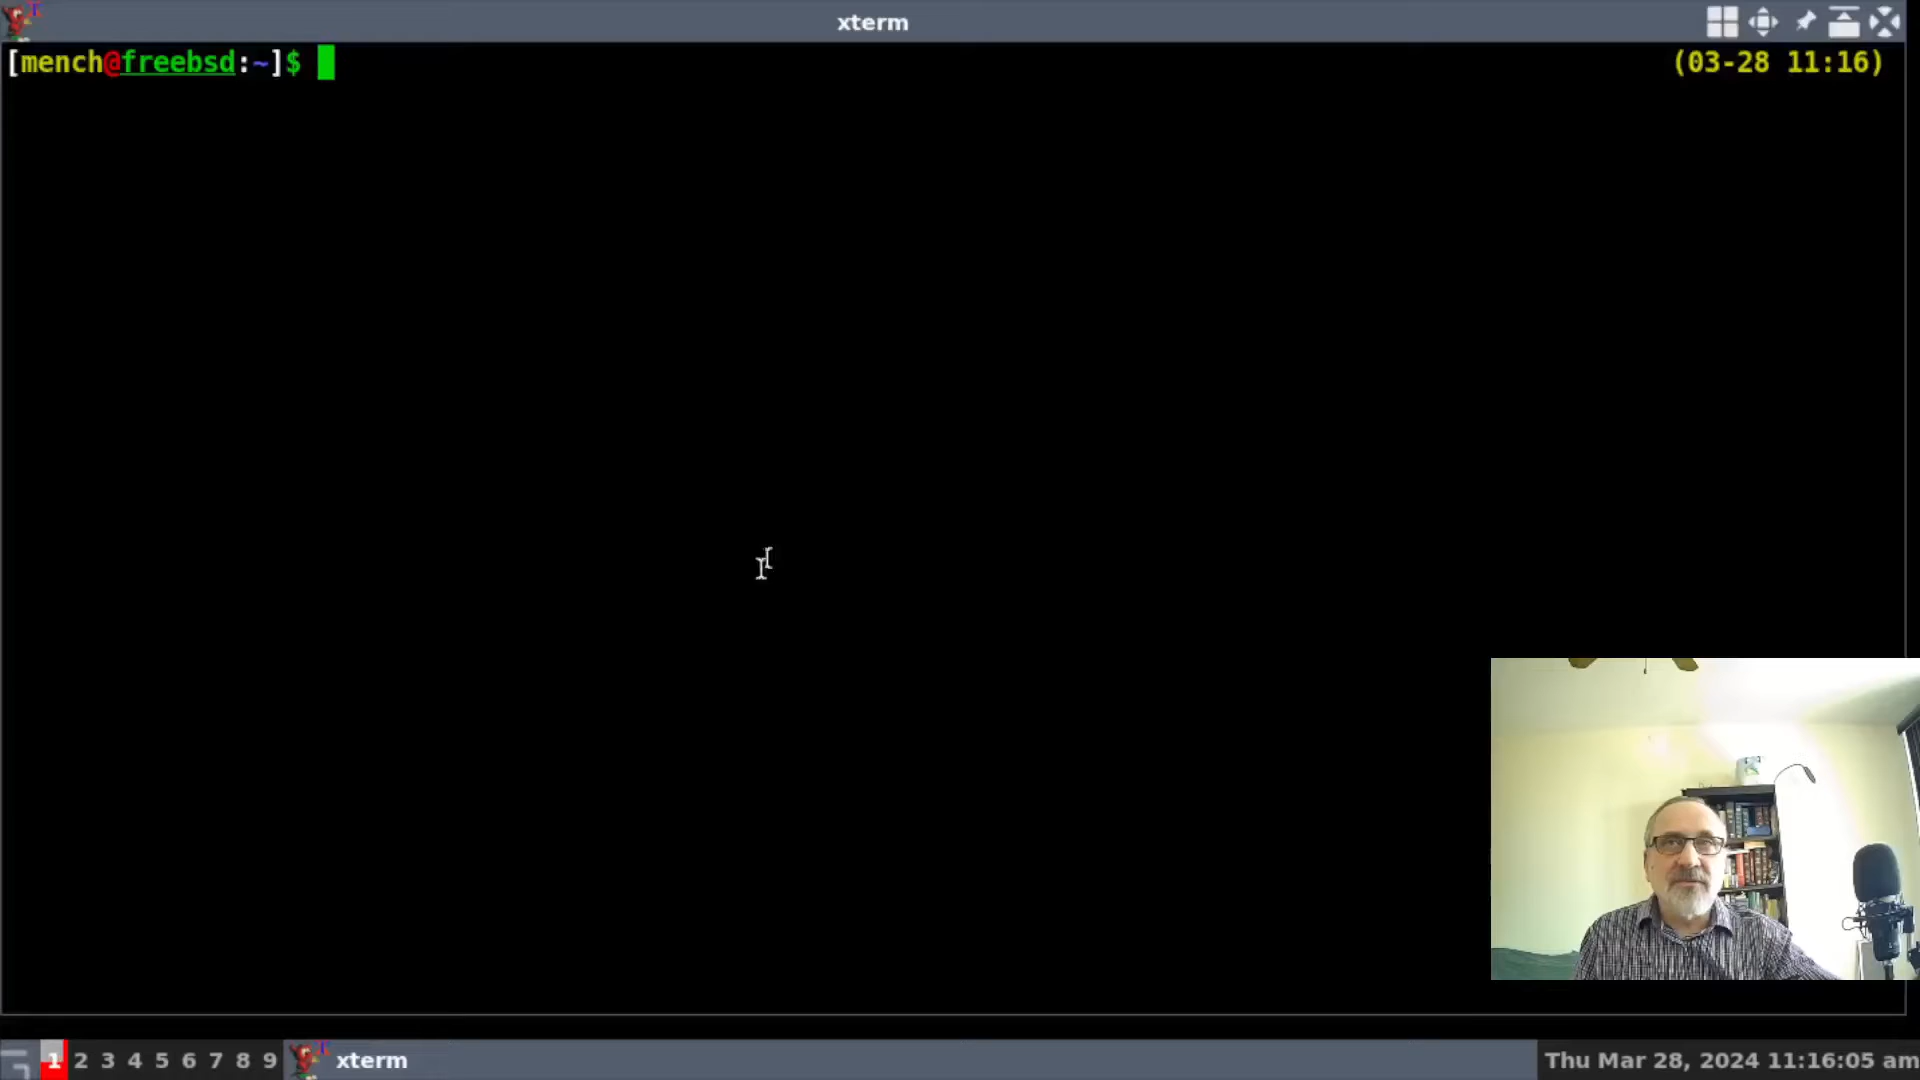 xterm
[mench@freebsd:~]$ (03-28 11:16)
1 2 3 4 5 6 7 8 9 xterm Thu Mar 28, 2024 11:16:05 am